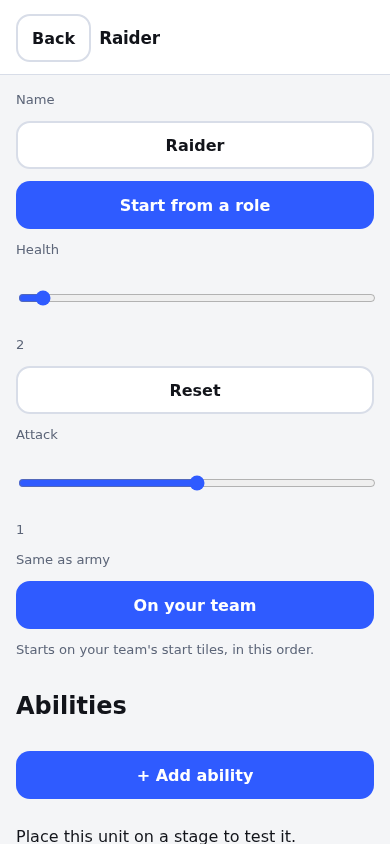 Back Raider
Name
Raider
Start from a role
Health
2
Reset
Attack
1
Same as army
On your team
Starts on your team's start tiles, in this order.
Abilities
+ Add ability
Place this unit on a stage to test it.